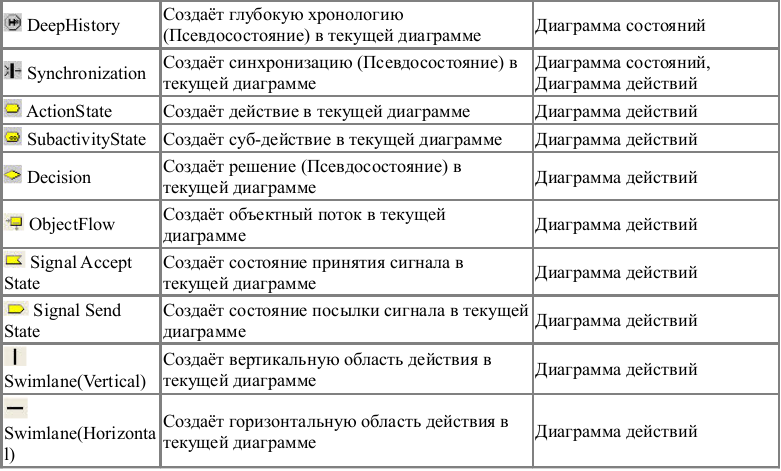 DeepHistory
Создаёт глубокую хронологию
(Псевдосостояние) в текущей диаграмме
Диаграмма состояний
Synchronization
Создаёт синхронизацию (Псевдосостояние) в
текущей диаграмме
Диаграмма состояний,
Диаграмма действий
ActionState
Создаёт действие в текущей диаграмме
Диаграмма действий
SubactivityState
Создаёт суб-действие в текущей диаграмме
Диаграмма действий
Decision
Создаёт решение (Псевдосостояние) в
текущей диаграмме
Диаграмма действий
ObjectFlow
Создаёт объектный поток в текущей
диаграмме
Диаграмма действий
Signal Accept
State
Создаёт состояние принятия сигнала в
текущей диаграмме
Диаграмма действий
Signal Send
State
Создаёт состояние посылки сигнала в текущей
диаграмме
Диаграмма действий
Swimlane(Vertical)
Создаёт вертикальную область действия в
текущей диаграмме
Диаграмма действий
Swimlane(Horizonta
l)
Создаёт горизонтальную область действия в
текущей диаграмме
Диаграмма действий